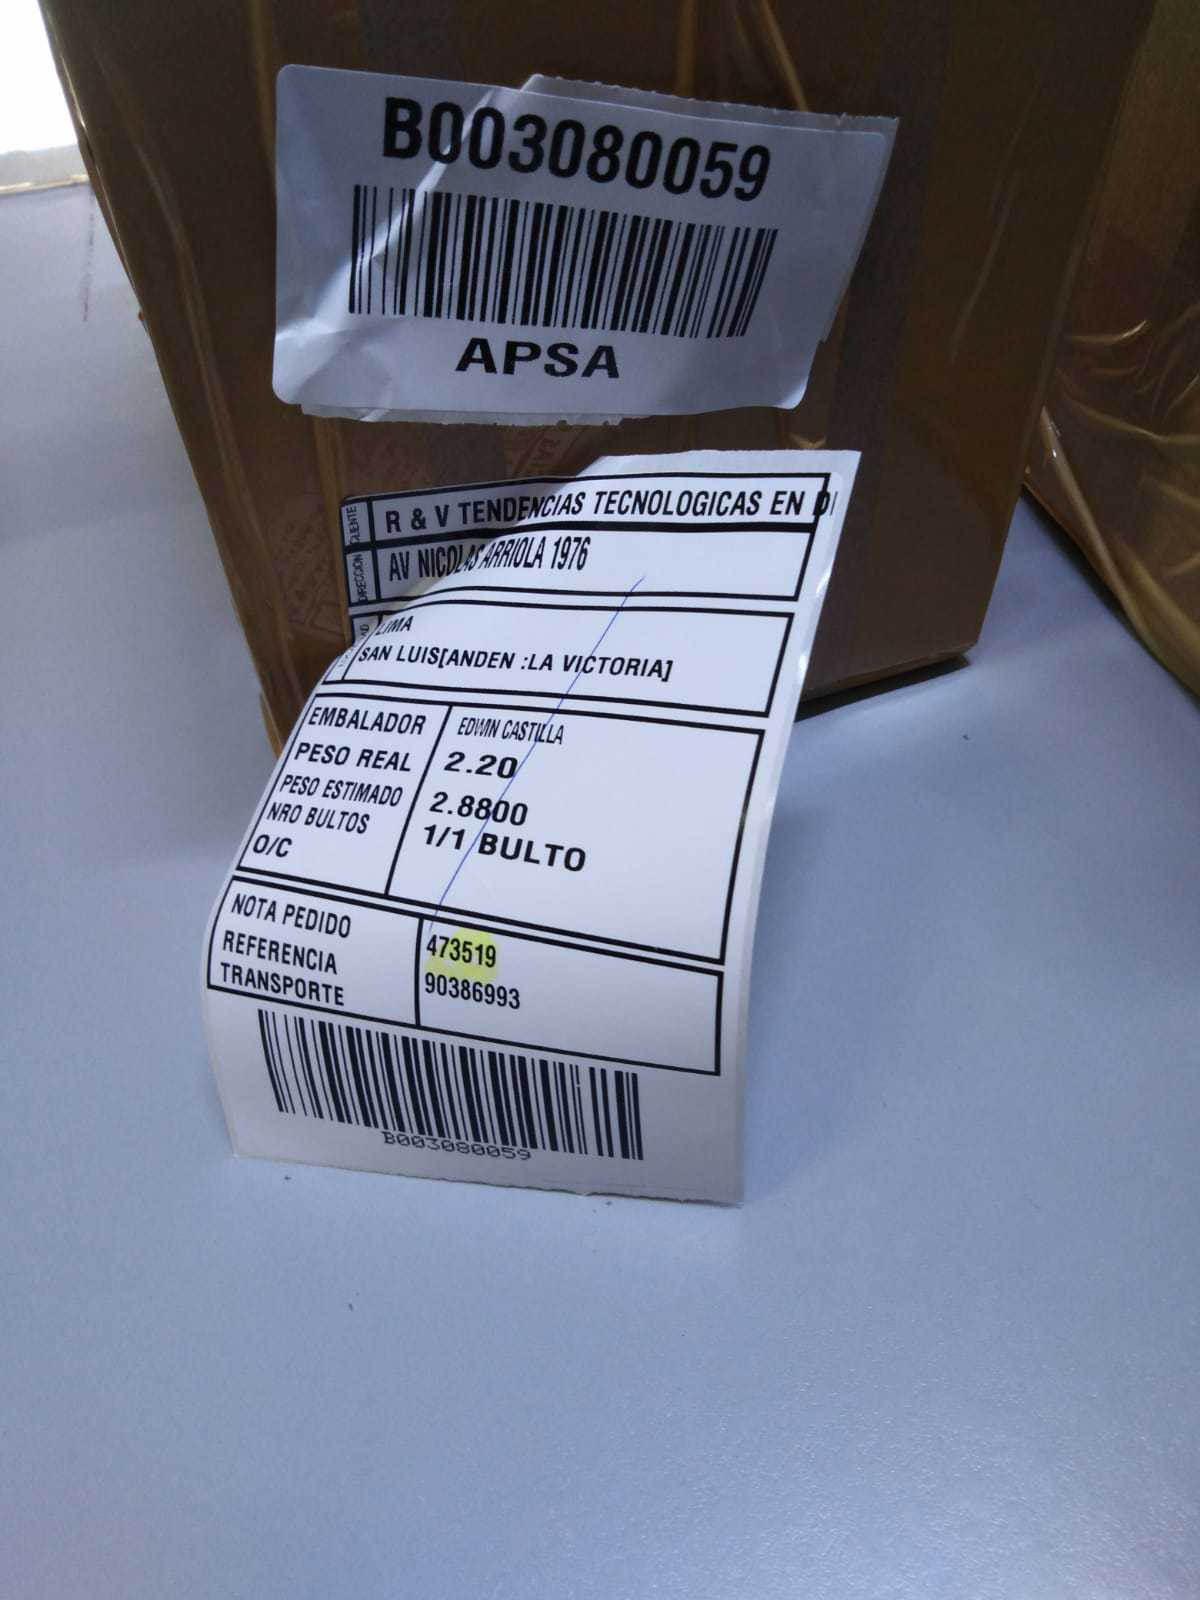 B003080059
APSA
CLIENTE R & V TENDENCIAS TECNOLOGICAS EN DI
DIRECCION AV NICOLAS ARRIOLA 1976
LIMA
SAN LUIS[ANDEN :LA VICTORIA]
EMBALADOR EDWIN CASTILLA
PESO REAL 2.20
PESO ESTIMADO 2.8800
NRO BULTOS 1/1 BULTO
O/C
NOTA PEDIDO 473519
REFERENCIA 90386993
TRANSPORTE
B003080059